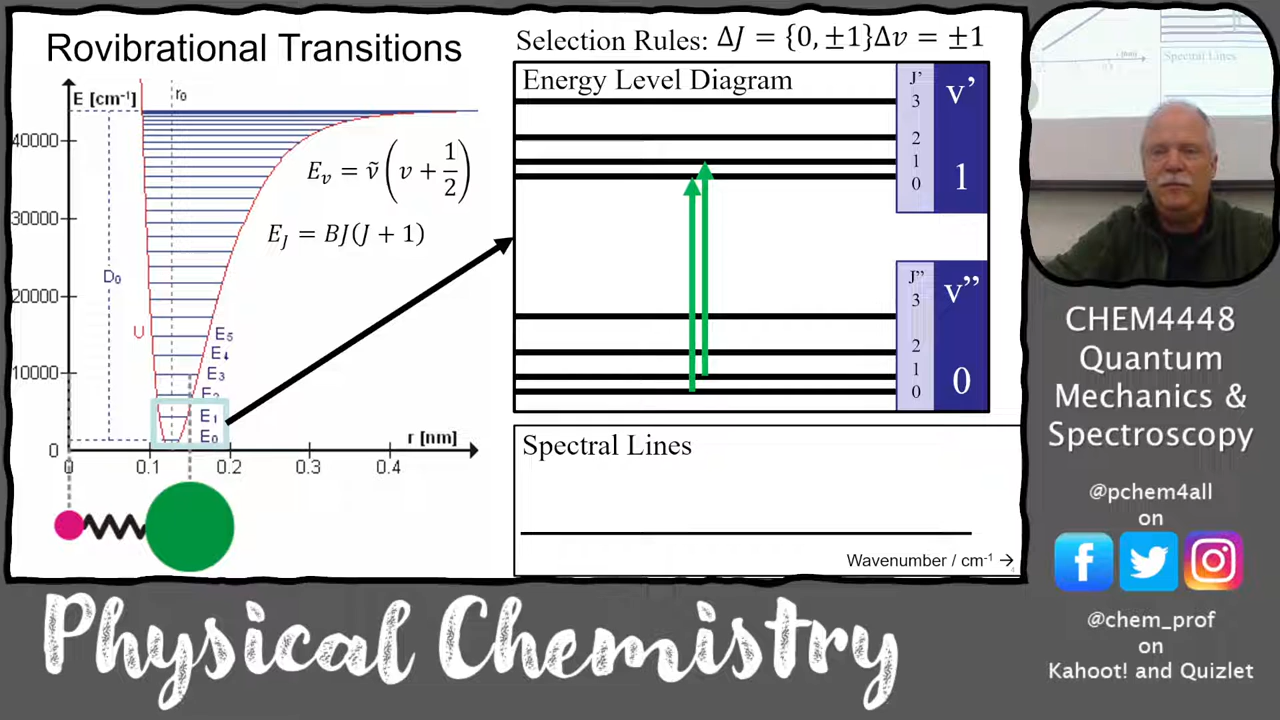 Rovibrational Transitions
Selection Rules: ΔJ = {0, ±1}Δv = ±1
E [cm⁻¹]
r₀
40000
30000
20000
10000
0
D₀
U
E₅
E₄
E₃
E₂
E₁
E₀
r [nm]
0
0.1
0.2
0.3
0.4
E_v = ṽ(v + 1/2)
E_J = BJ(J + 1)
Energy Level Diagram
J'
3
2
1
0
v'
1
J"
3
2
1
0
v"
0
Spectral Lines
Wavenumber / cm⁻¹ →
Spectral Lines
CHEM4448
Quantum
Mechanics &
Spectroscopy
@pchem4all
on
@chem_prof
on
Kahoot! and Quizlet
Physical Chemistry